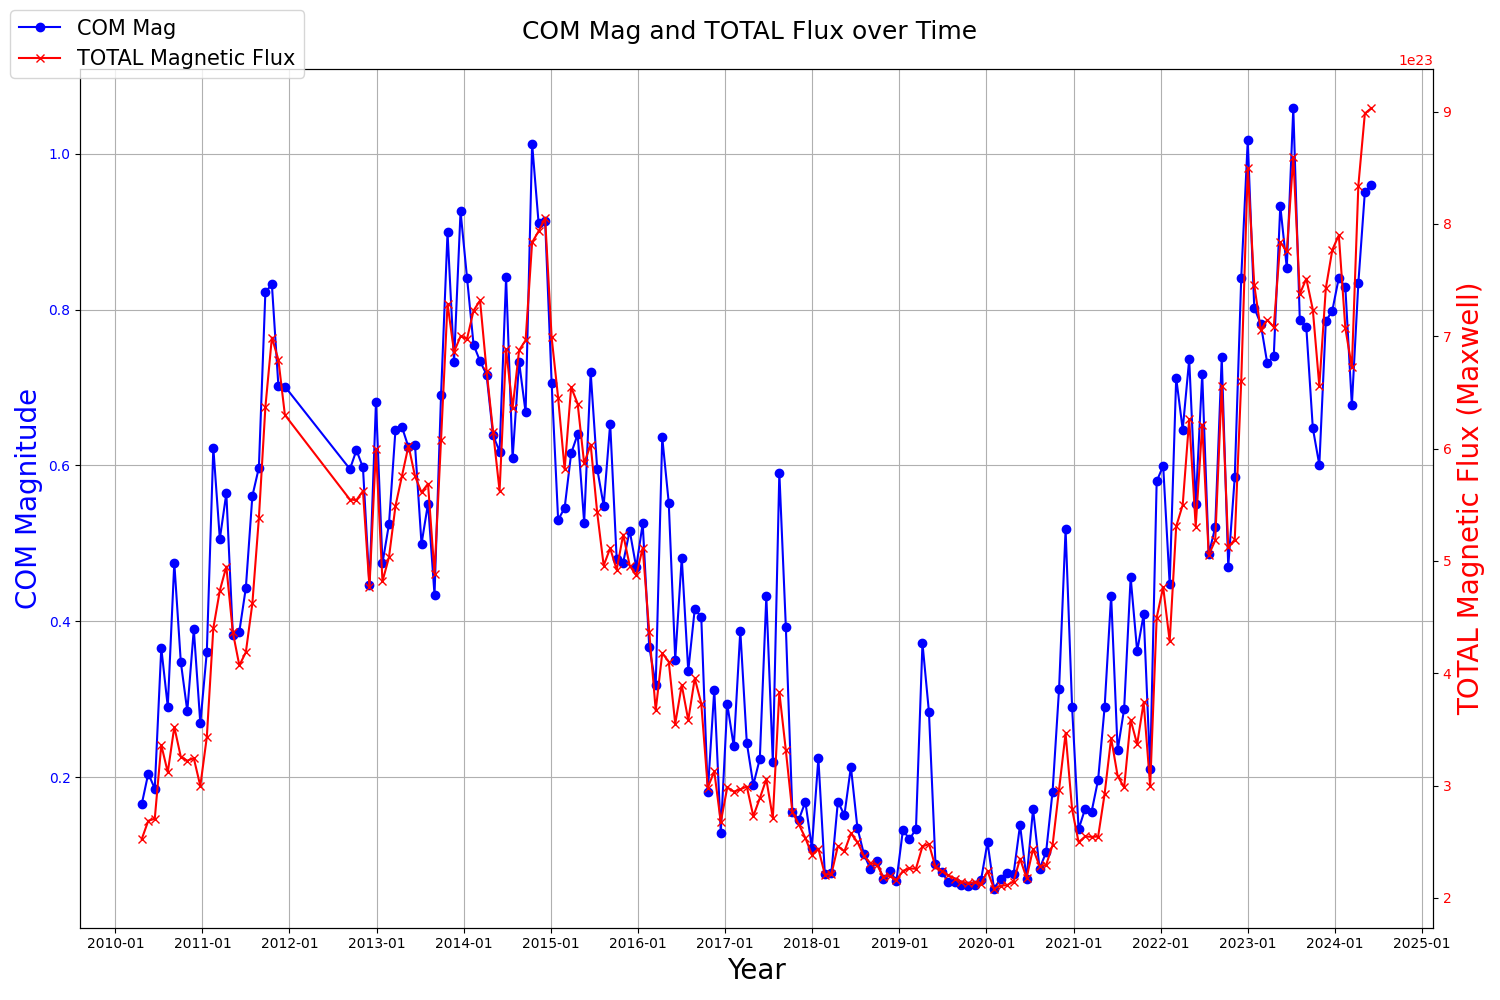 COM Mag and TOTAL Flux over Time
COM Mag
TOTAL Magnetic Flux
1e23
COM Magnitude
1.0
0.8
0.6
0.4
0.2
9
8
7
6
5
4
3
2
TOTAL Magnetic Flux (Maxwell)
2010-01 2011-01 2012-01 2013-01 2014-01 2015-01 2016-01 2017-01 2018-01 2019-01 2020-01 2021-01 2022-01 2023-01 2024-01 2025-01
Year